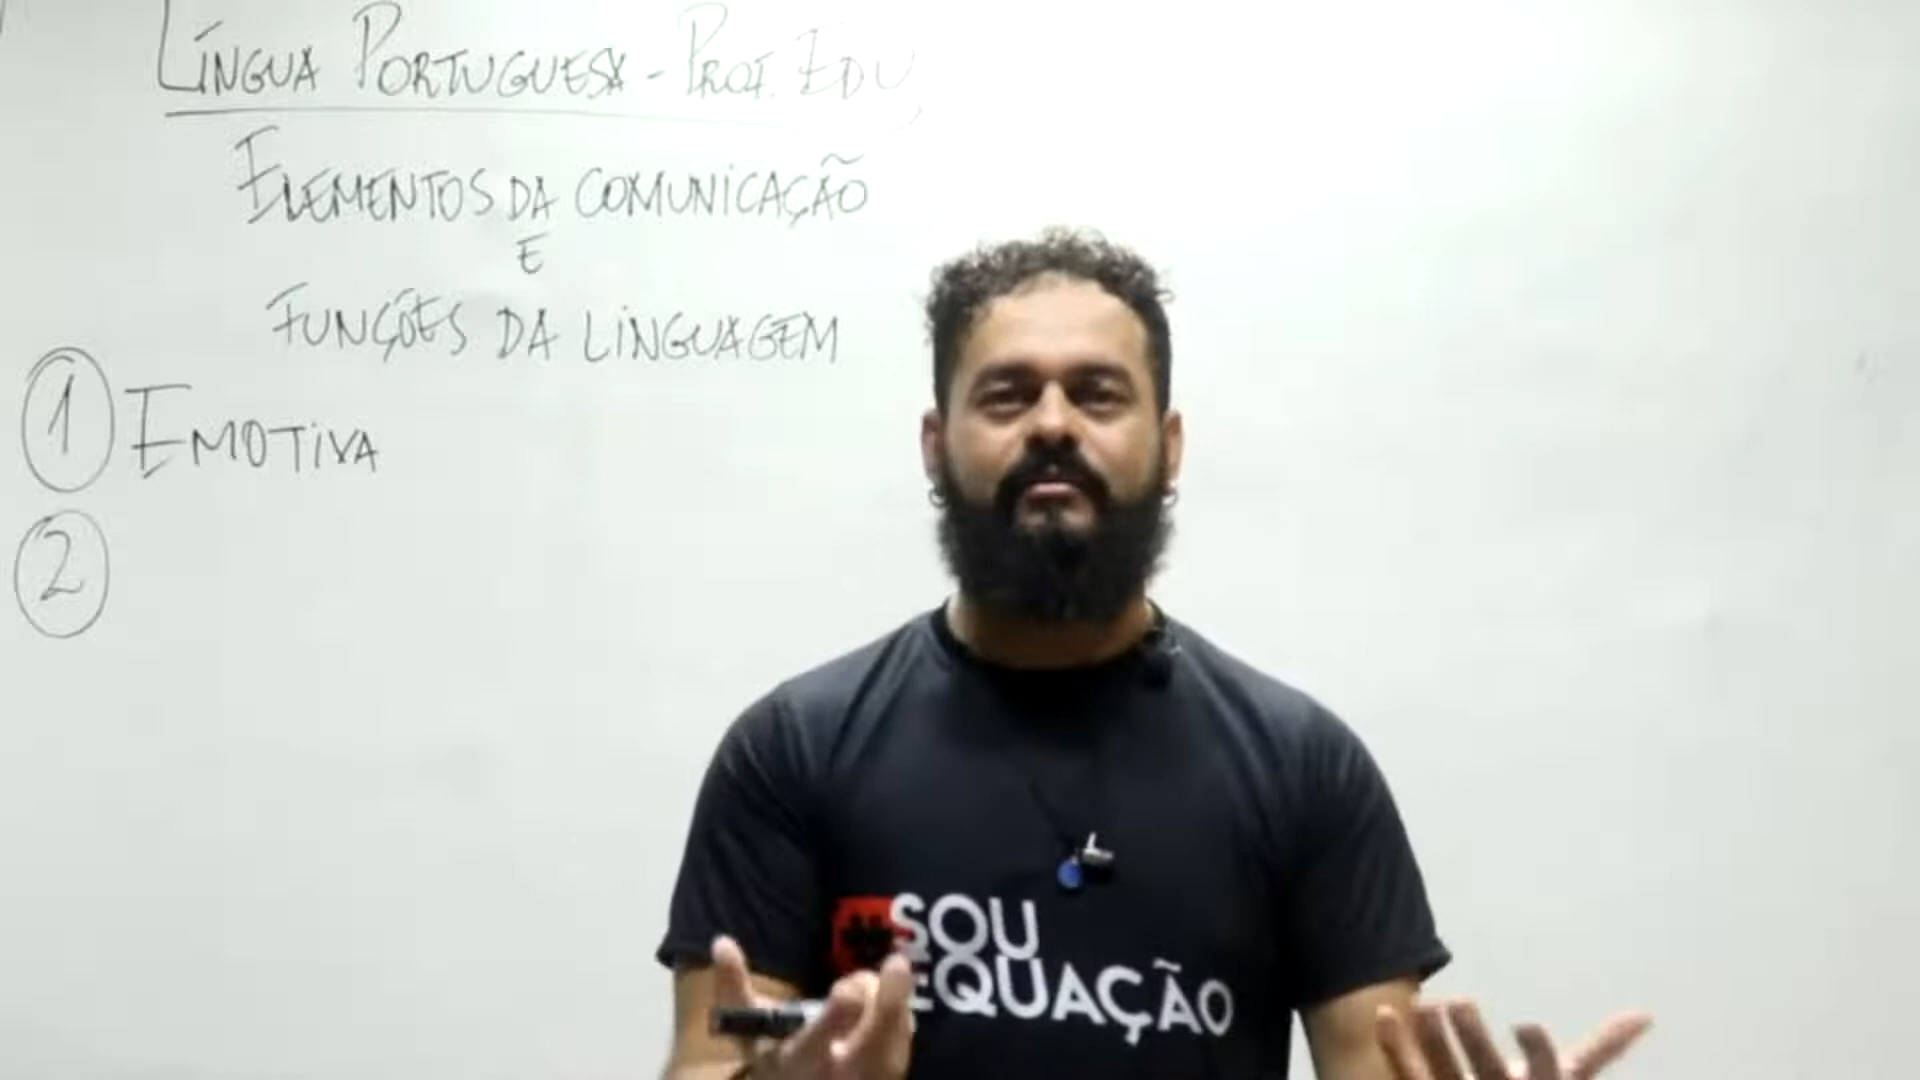 LÍNGUA PORTUGUESA - PROF. EDU
ELEMENTOS DA COMUNICAÇÃO
E
FUNÇÕES DA LINGUAGEM
1 EMOTIVA
2
#SOU
EQUAÇÃO